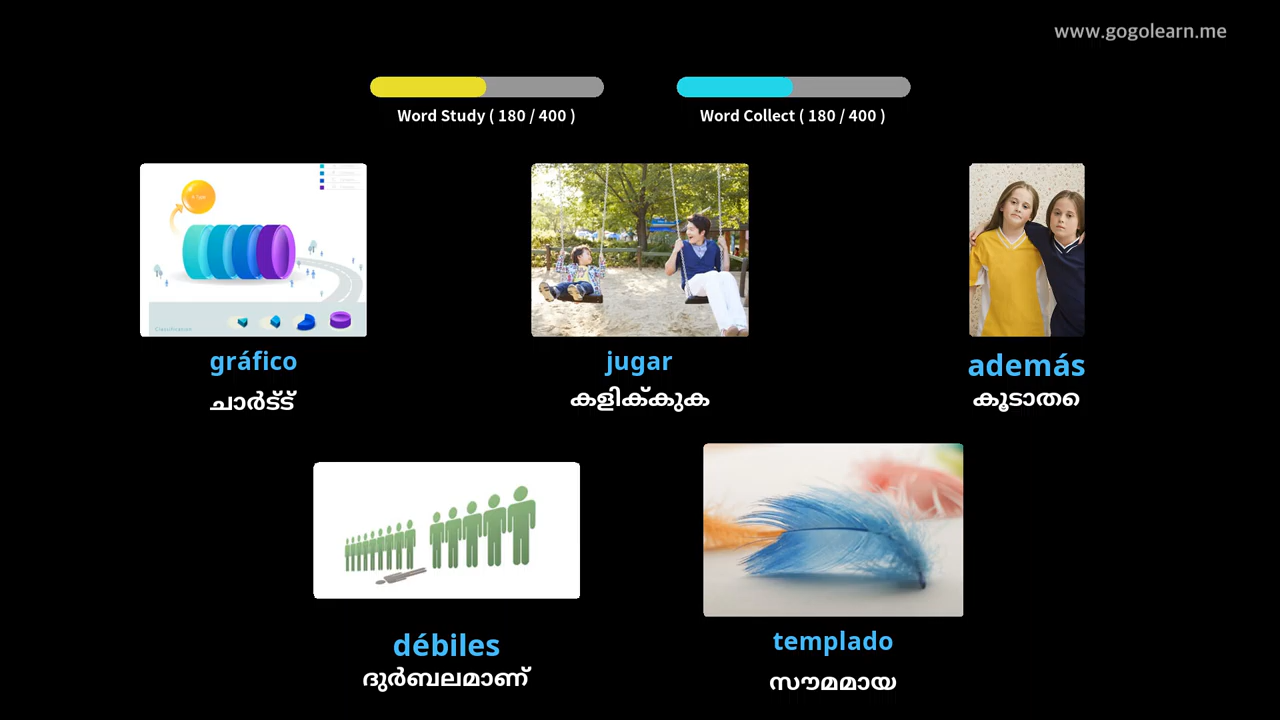 www.gogolearn.me
Word Study ( 180 / 400 )
Word Collect ( 180 / 400 )
gráfico
ചാർട്ട്
jugar
കളിക്കുക
además
കൂടാതെ
Classification
débiles
ദുർബലമാണ്
templado
സൗമമായ